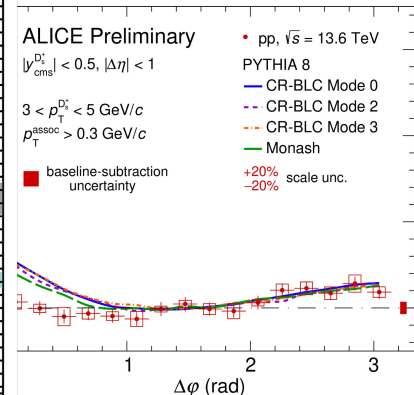 ALICE Preliminary
|y^{D_s^+}_{cms}| < 0.5, |Δη| < 1
3 < p_T^{D_s^+} < 5 GeV/c
p_T^{assoc} > 0.3 GeV/c
baseline-subtraction
uncertainty
pp, √s = 13.6 TeV
PYTHIA 8
CR-BLC Mode 0
CR-BLC Mode 2
CR-BLC Mode 3
Monash
+20%
−20% scale unc.
1 2 3
Δφ (rad)